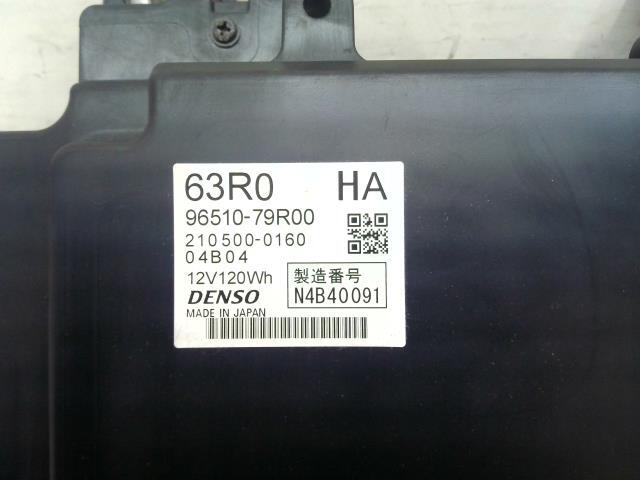 63R0 HA
96510-79R00
210500-0160
04B04
12V120Wh 製造番号
DENSO N4B40091
MADE IN JAPAN